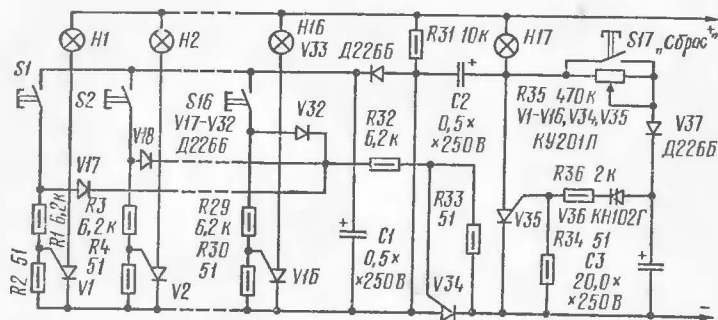 H1
H2
H16
V33
Д226Б
R31 10к
H17
S17 „Сброс"
+
S1
S2
S16
V17-V32
Д226Б
V32
R32
6,2к
C2
0,5×
×250В
R35 470к
V1-V16,V34,V35
КУ201Л
V37
Д226Б
V17
V18
R1 6,2к
R2 51
R3
6,2к
R4
51
R29
6,2к
R30
51
C1
0,5×
×250В
R33
51
R36 2к
V36 КН102Г
V35
R34 51
C3
20,0×
×250В
V1
V2
V16
V34
−